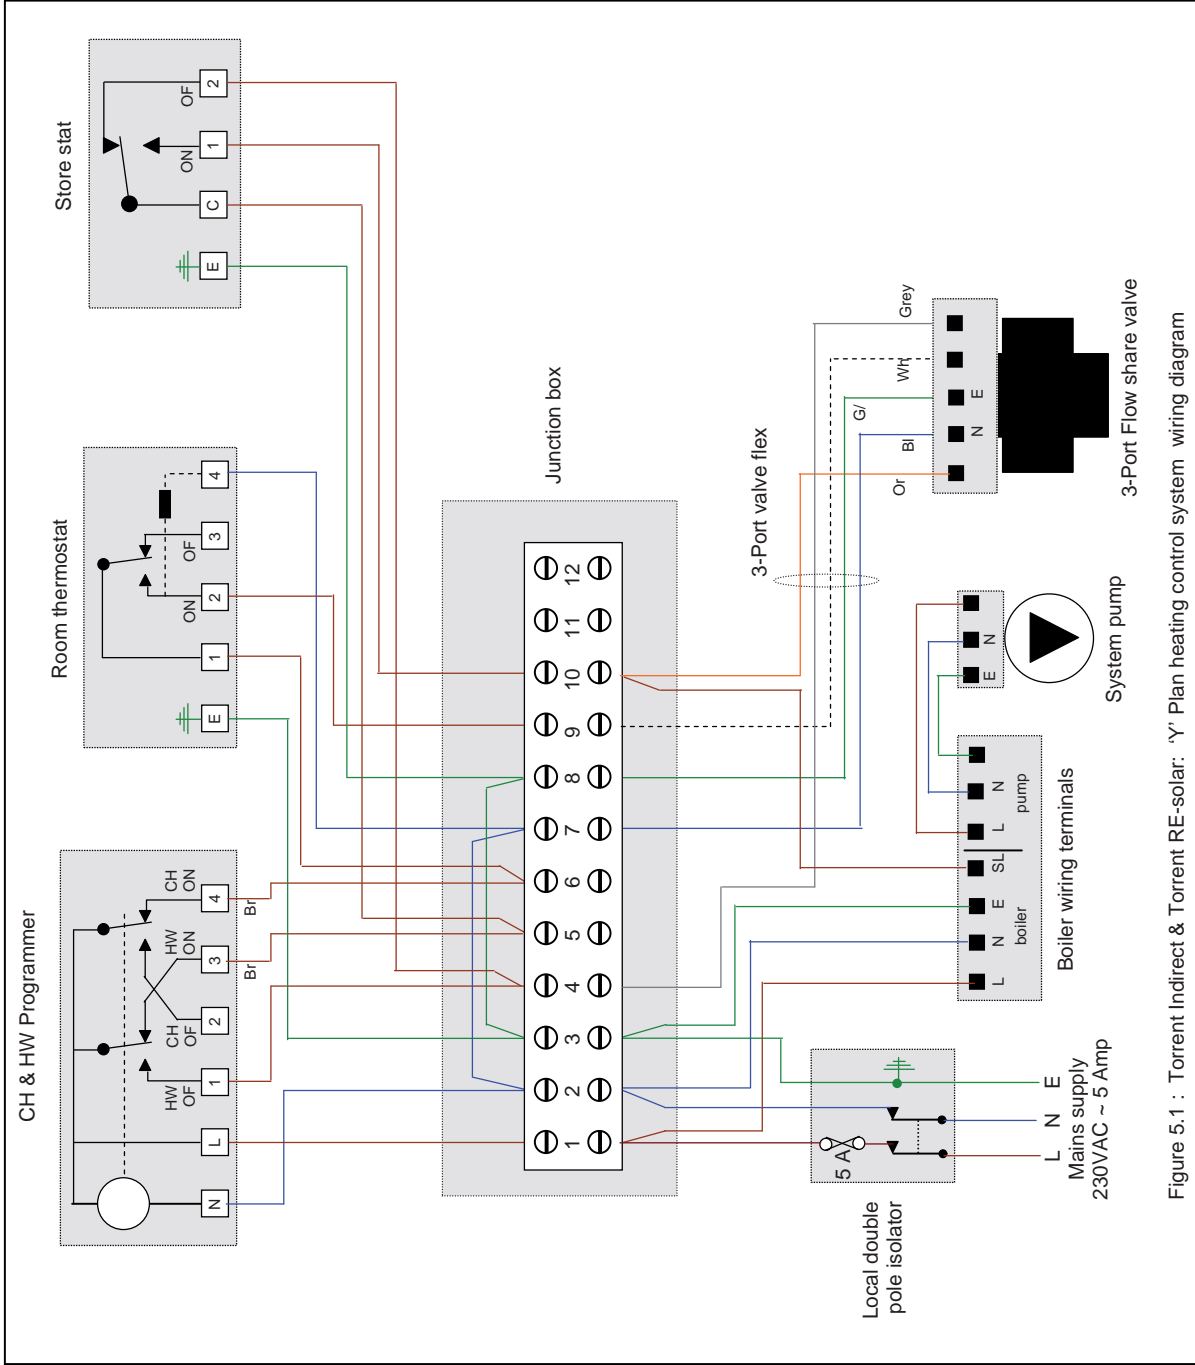 CH & HW Programmer
N
L
HW
OF
1
CH
OF
2
HW
ON
3
CH
ON
4
Br
Br
Room thermostat
E
1
ON
2
OF
3
4
Store stat
E
C
ON
1
OF
2
Junction box
1
2
3
4
5
6
7
8
9
10
11
12
Local double
pole isolator
5 A
L
N
E
Mains supply
230VAC ~ 5 Amp
Boiler wiring terminals
L
N
E
SL
L
N
boiler
pump
System pump
E
N
3-Port valve flex
Or
Bl
G/
Wh
Grey
N
E
3-Port Flow share valve
Figure 5.1 : Torrent Indirect & Torrent RE-solar: ‘Y’ Plan heating control system wiring diagram